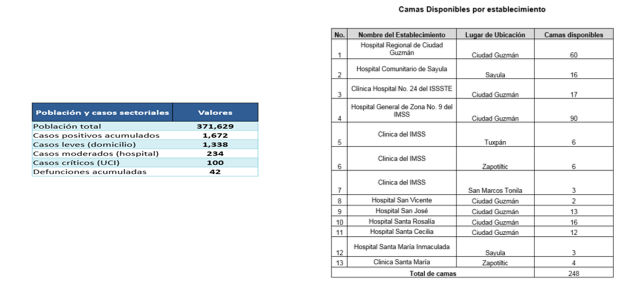 Camas Disponibles por establecimiento
Población y casos sectoriales Valores
Población total 371,629
Casos positivos acumulados 1,672
Casos leves (domicilio) 1,338
Casos moderados (hospital) 234
Casos críticos (UCI) 100
Defunciones acumuladas 42
No. Nombre del Establecimiento Lugar de Ubicación Camas disponibles
1 Hospital Regional de Ciudad
Guzmán Ciudad Guzmán 60
2 Hospital Comunitario de Sayula Sayula 16
3 Clínica Hospital No. 24 del ISSSTE Ciudad Guzmán 17
4 Hospital General de Zona No. 9 del
IMSS Ciudad Guzmán 90
5 Clinica del IMSS Tuxpán 6
6 Clinica del IMSS Zapotiltic 6
7 Clinica del IMSS San Marcos Tonila 3
8 Hospital San Vicente Ciudad Guzmán 2
9 Hospital San José Ciudad Guzmán 13
10 Hospital Santa Rosalía Ciudad Guzmán 16
11 Hospital Santa Cecilia Ciudad Guzmán 12
12 Hospital Santa María Inmaculada Sayula 3
13 Clinica Santa María Zapotiltic 4
Total de camas 248